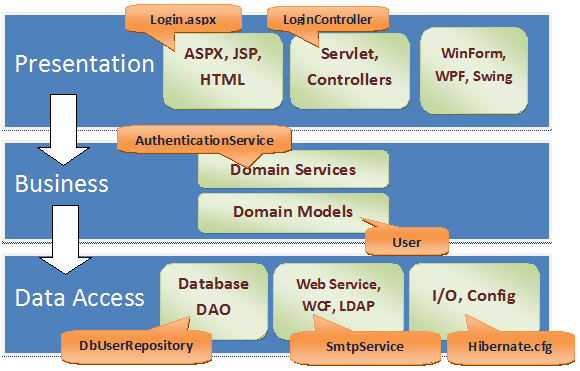 Login.aspx
LoginController
Presentation
ASPX, JSP,
HTML
Servlet,
Controllers
WinForm,
WPF, Swing
AuthenticationService
Business
Domain Services
Domain Models
User
Data Access
Database
DAO
Web Service,
WCF, LDAP
I/O, Config
DbUserRepository
SmtpService
Hibernate.cfg